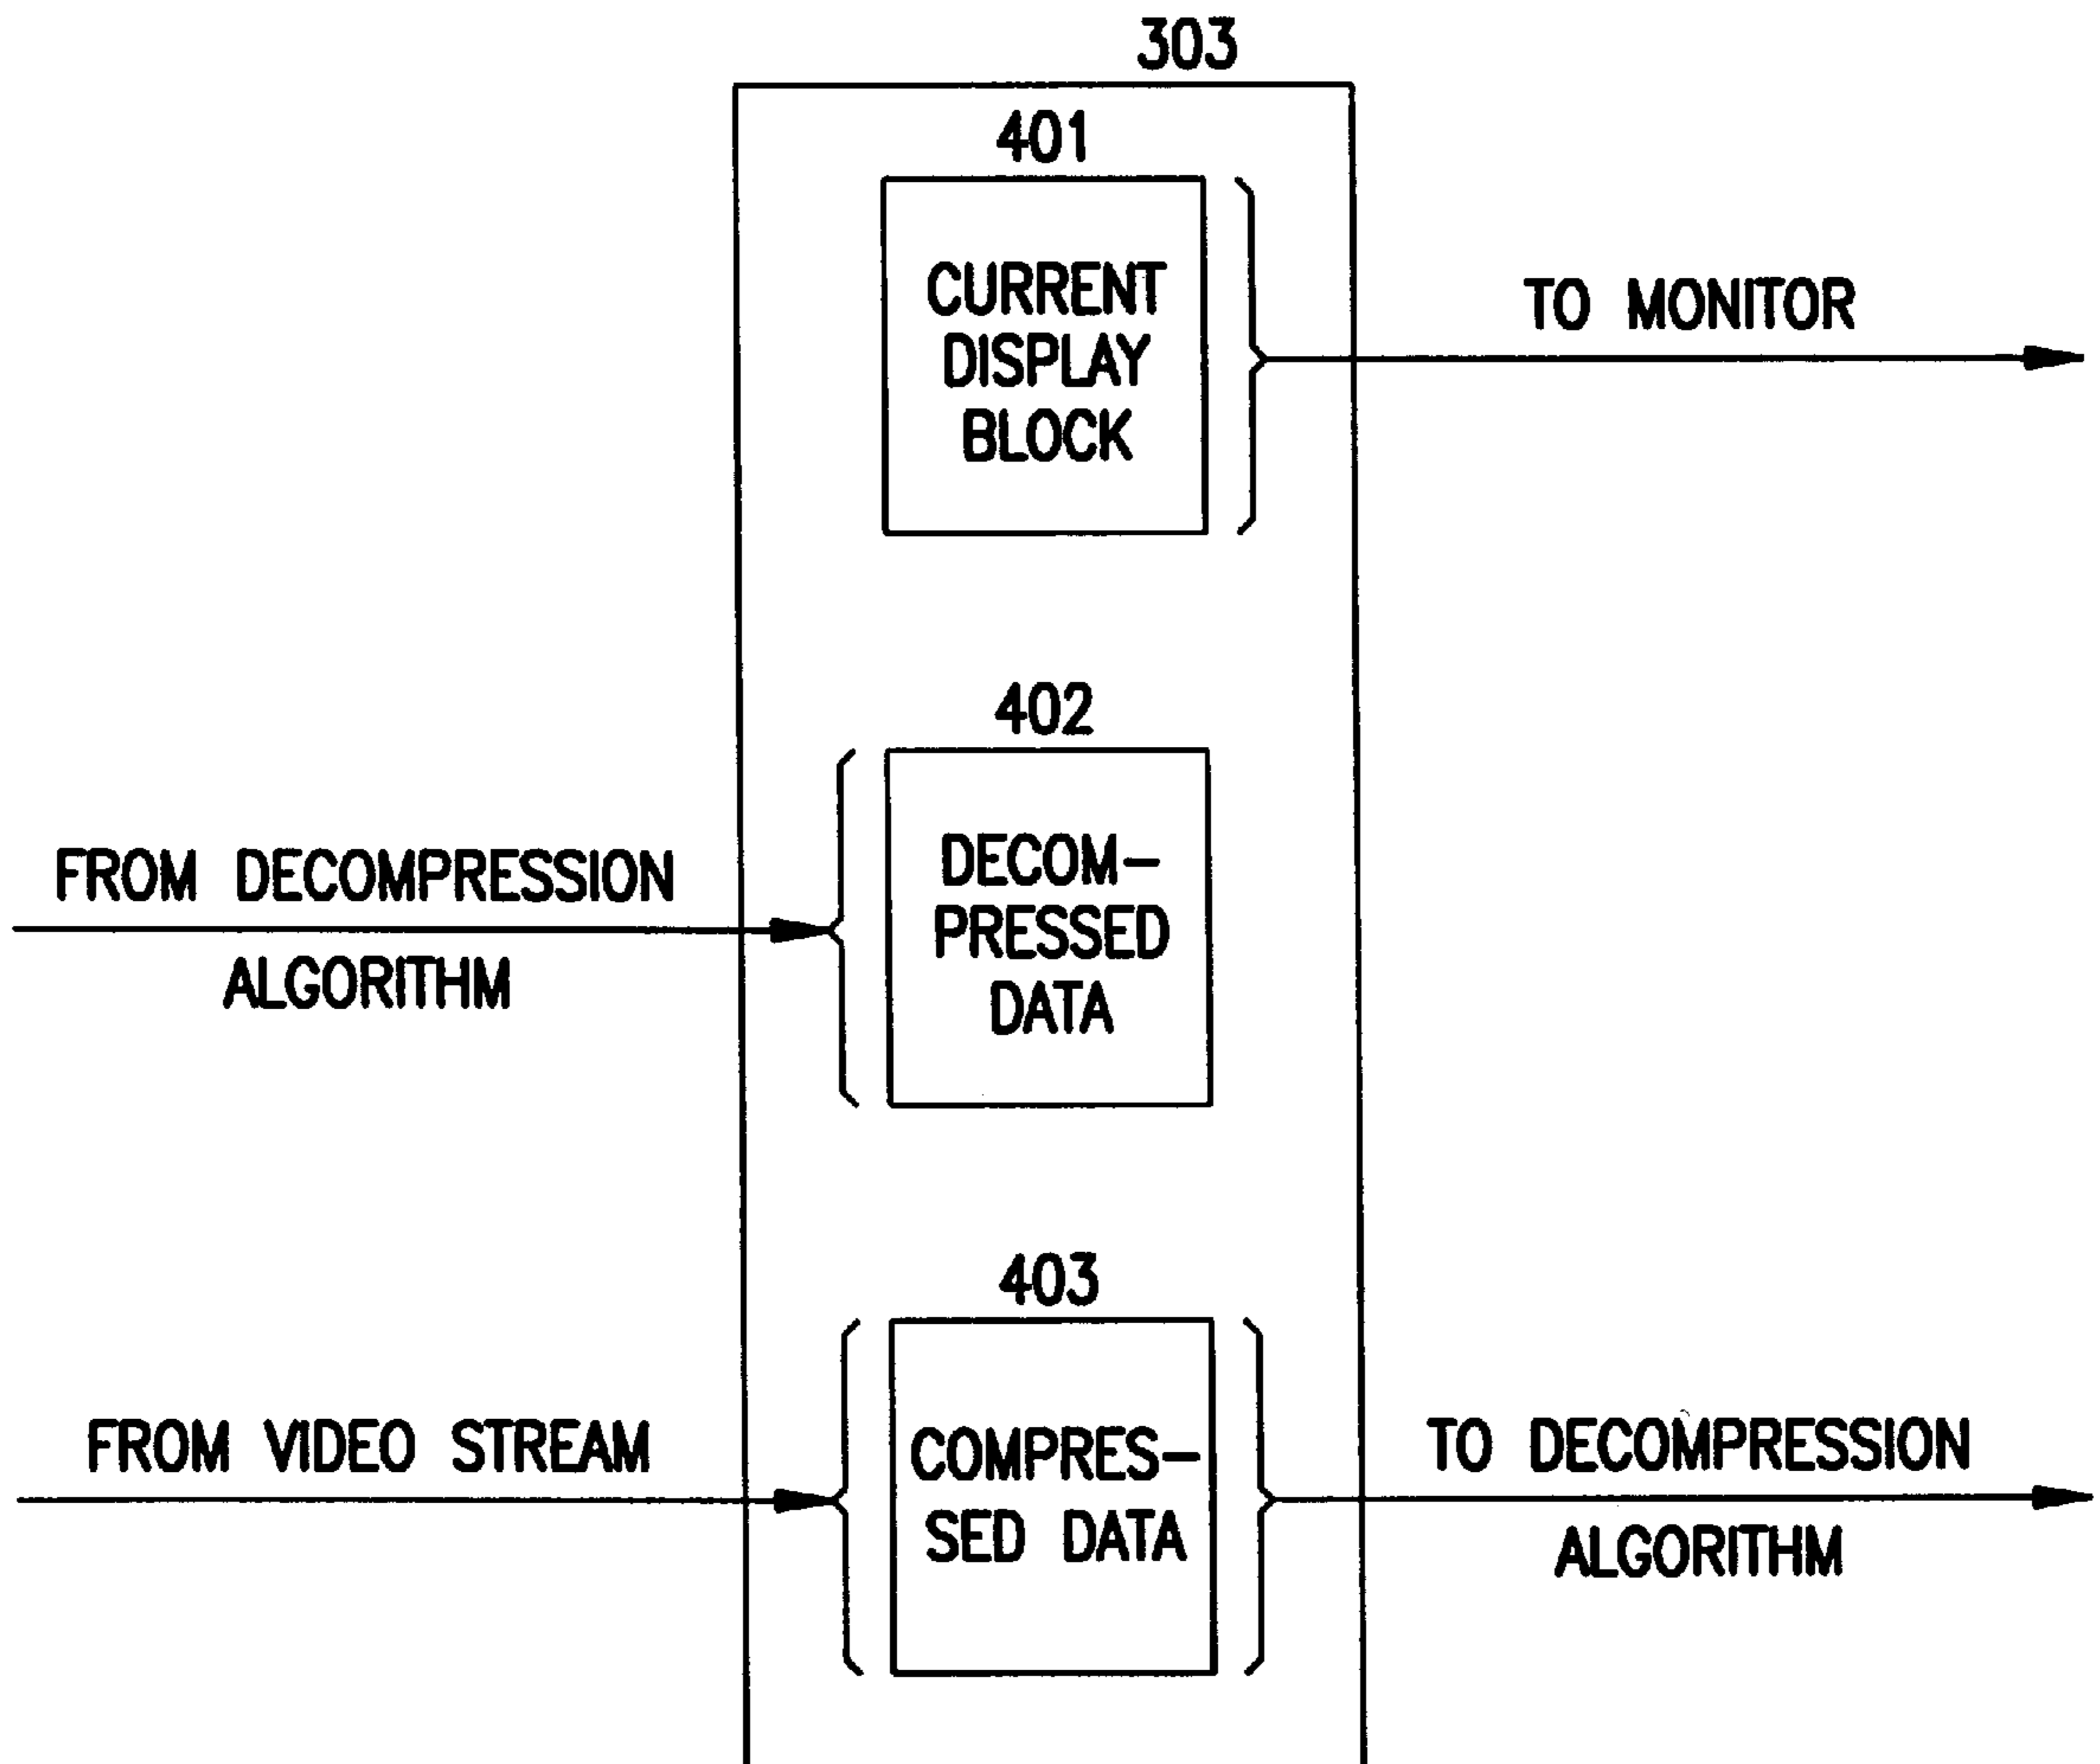 303
401
CURRENT
DISPLAY
BLOCK
TO MONITOR
402
FROM DECOMPRESSION
ALGORITHM
DECOM-
PRESSED
DATA
403
FROM VIDEO STREAM
COMPRES-
SED DATA
TO DECOMPRESSION
ALGORITHM